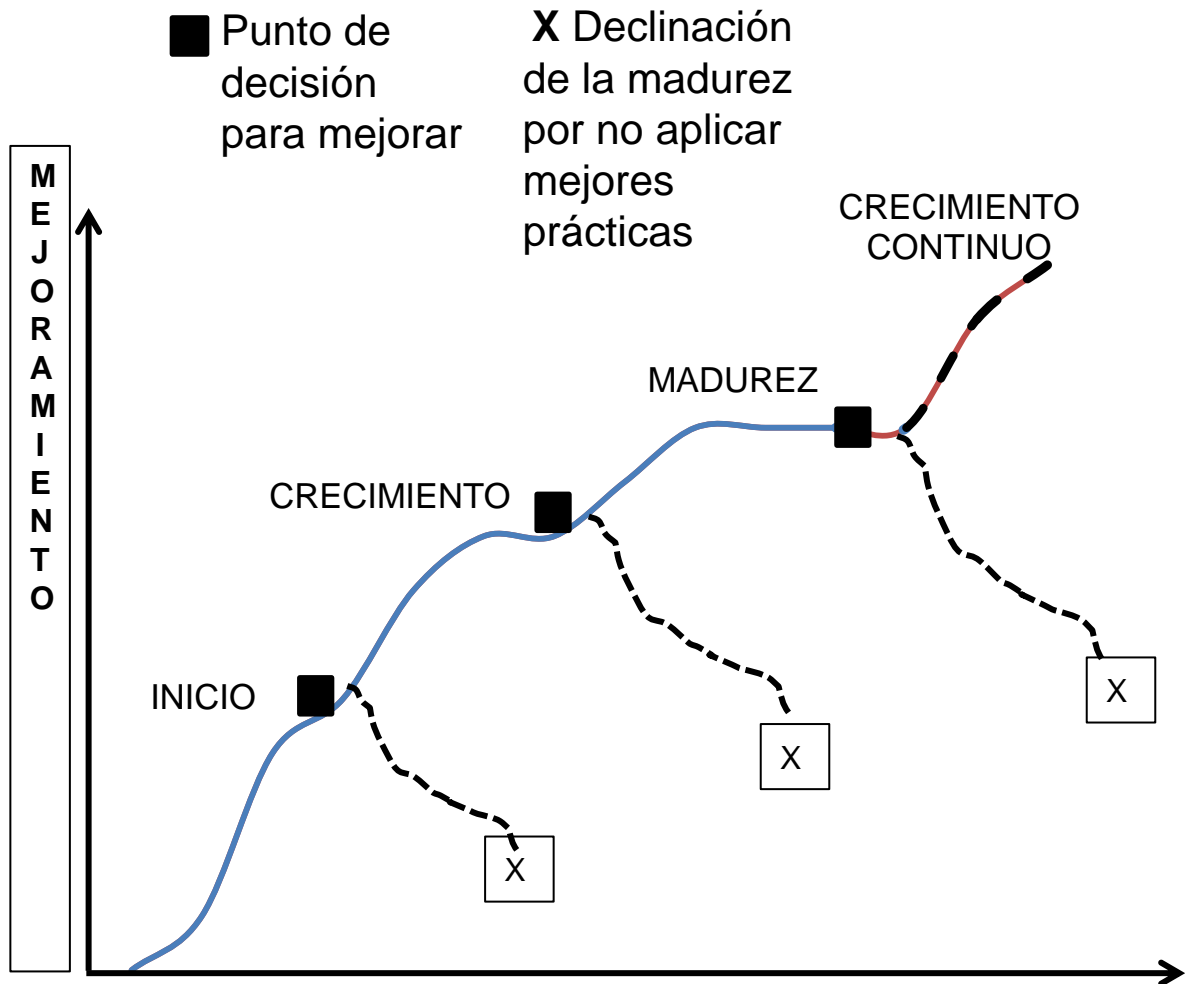 Punto de
decisión
para mejorar
X Declinación
de la madurez
por no aplicar
mejores
prácticas
M
E
J
O
R
A
M
I
E
N
T
O
CRECIMIENTO
CONTINUO
MADUREZ
CRECIMIENTO
INICIO
X
X
X